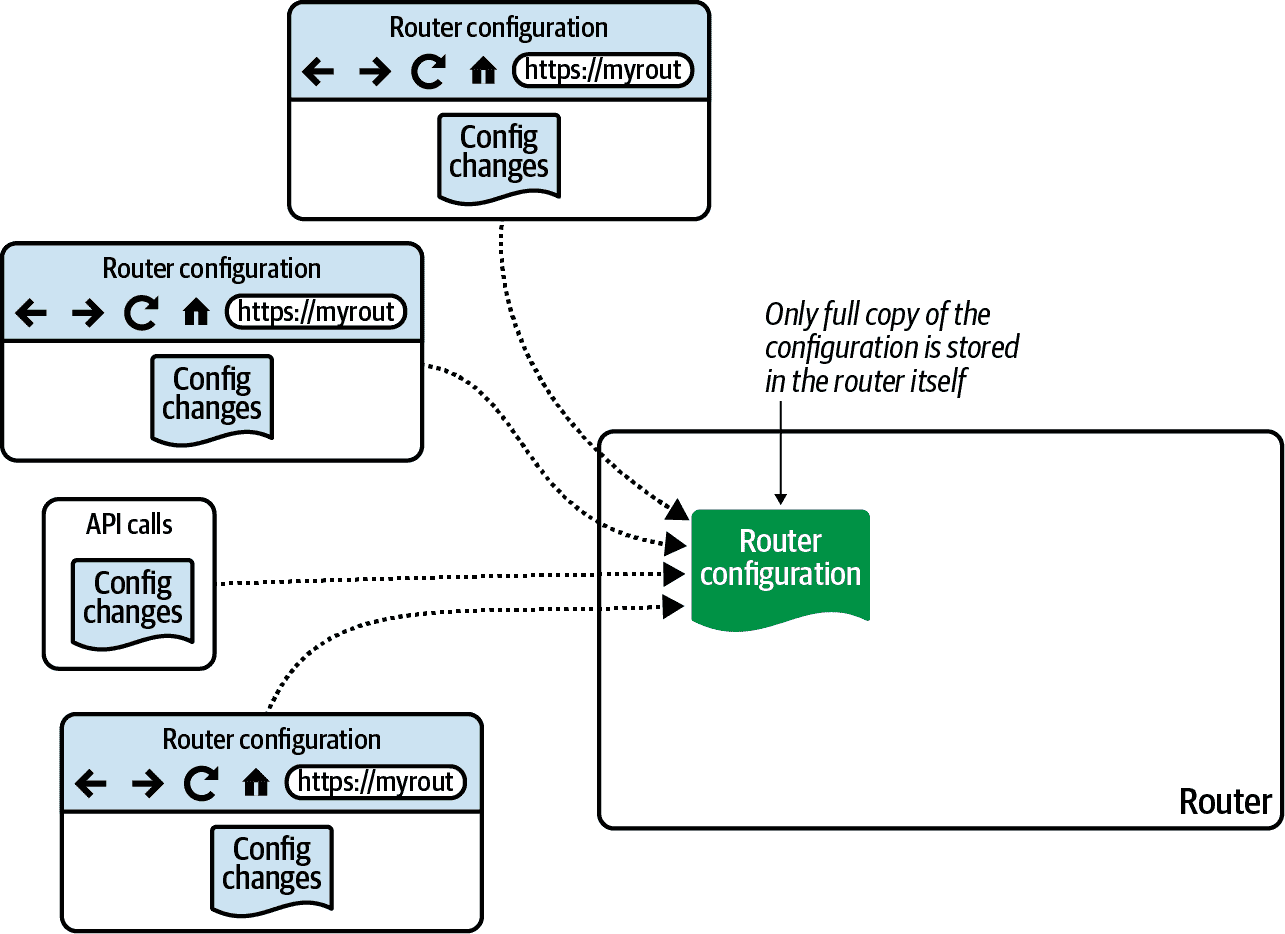 Router configuration
https://myrout
Config
changes
Router configuration
https://myrout
Config
changes
Only full copy of the
configuration is stored
in the router itself
API calls
Config
changes
Router
configuration
Router configuration
https://myrout
Config
changes
Router